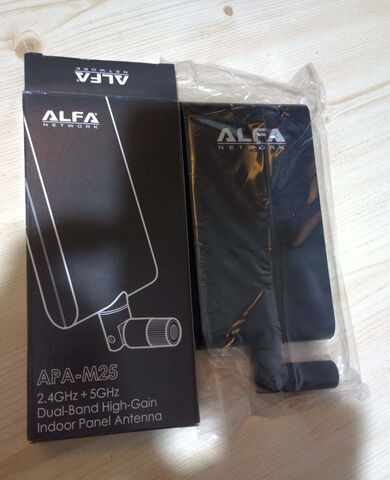 ALFA
NETWORK
ALFA
NETWORK
APA-M25
2.4GHz + 5GHz
Dual-Band High-Gain
Indoor Panel Antenna
ALFA
NETWORK